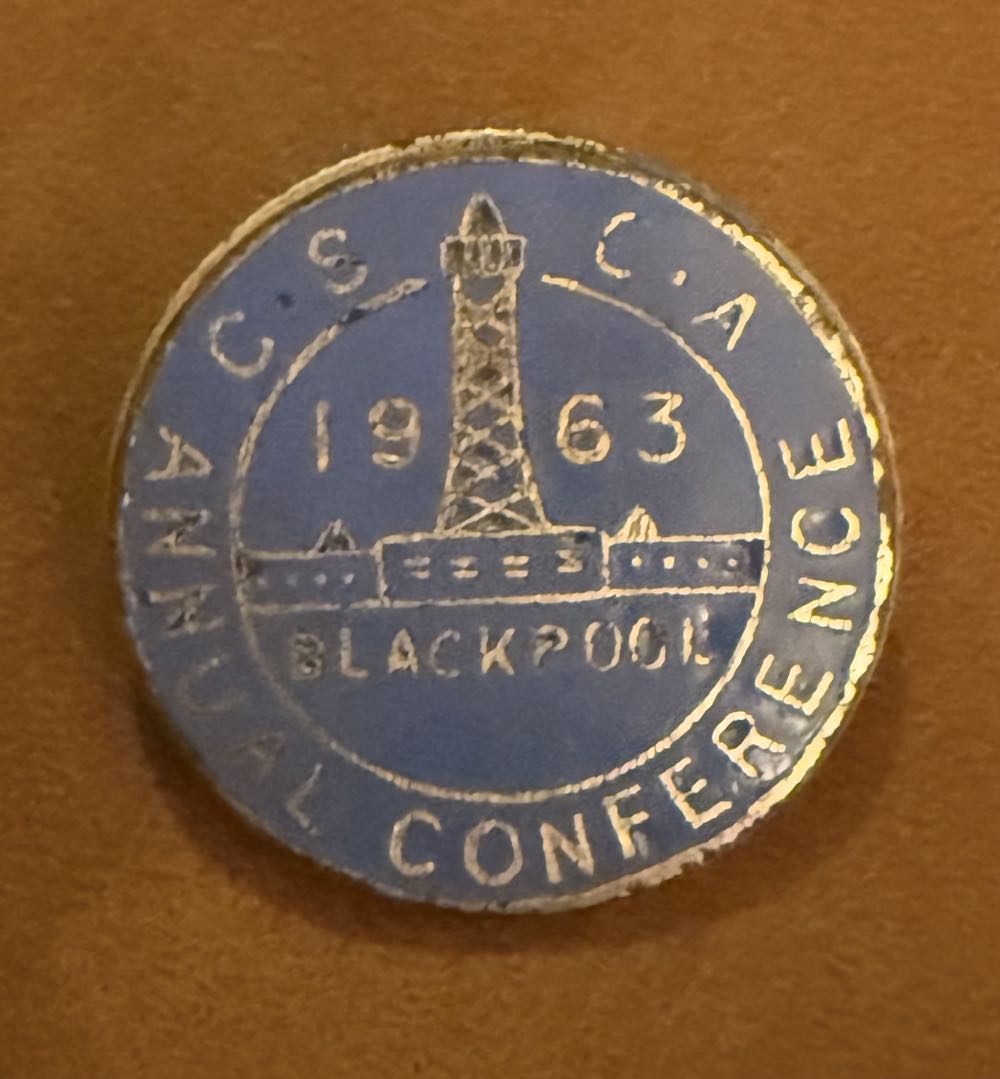 C.S. C.A
1963
BLACKPOOL
ANNUAL CONFERENCE